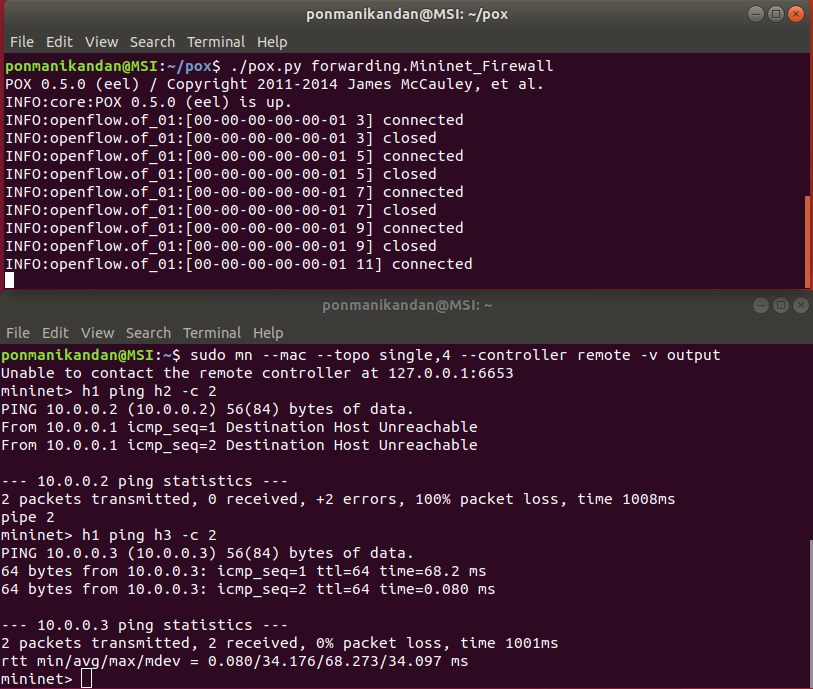 ponmanikandan@MSI: ~/pox
File Edit View Search Terminal Help
ponmanikandan@MSI:~/pox$ ./pox.py forwarding.Mininet_Firewall
POX 0.5.0 (eel) / Copyright 2011-2014 James McCauley, et al.
INFO:core:POX 0.5.0 (eel) is up.
INFO:openflow.of_01:[00-00-00-00-00-01 3] connected
INFO:openflow.of_01:[00-00-00-00-00-01 3] closed
INFO:openflow.of_01:[00-00-00-00-00-01 5] connected
INFO:openflow.of_01:[00-00-00-00-00-01 5] closed
INFO:openflow.of_01:[00-00-00-00-00-01 7] connected
INFO:openflow.of_01:[00-00-00-00-00-01 7] closed
INFO:openflow.of_01:[00-00-00-00-00-01 9] connected
INFO:openflow.of_01:[00-00-00-00-00-01 9] closed
INFO:openflow.of_01:[00-00-00-00-00-01 11] connected
ponmanikandan@MSI: ~
File Edit View Search Terminal Help
ponmanikandan@MSI:~$ sudo mn --mac --topo single,4 --controller remote -v output
Unable to contact the remote controller at 127.0.0.1:6653
mininet> h1 ping h2 -c 2
PING 10.0.0.2 (10.0.0.2) 56(84) bytes of data.
From 10.0.0.1 icmp_seq=1 Destination Host Unreachable
From 10.0.0.1 icmp_seq=2 Destination Host Unreachable
--- 10.0.0.2 ping statistics ---
2 packets transmitted, 0 received, +2 errors, 100% packet loss, time 1008ms
pipe 2
mininet> h1 ping h3 -c 2
PING 10.0.0.3 (10.0.0.3) 56(84) bytes of data.
64 bytes from 10.0.0.3: icmp_seq=1 ttl=64 time=68.2 ms
64 bytes from 10.0.0.3: icmp_seq=2 ttl=64 time=0.080 ms
--- 10.0.0.3 ping statistics ---
2 packets transmitted, 2 received, 0% packet loss, time 1001ms
rtt min/avg/max/mdev = 0.080/34.176/68.273/34.097 ms
mininet>